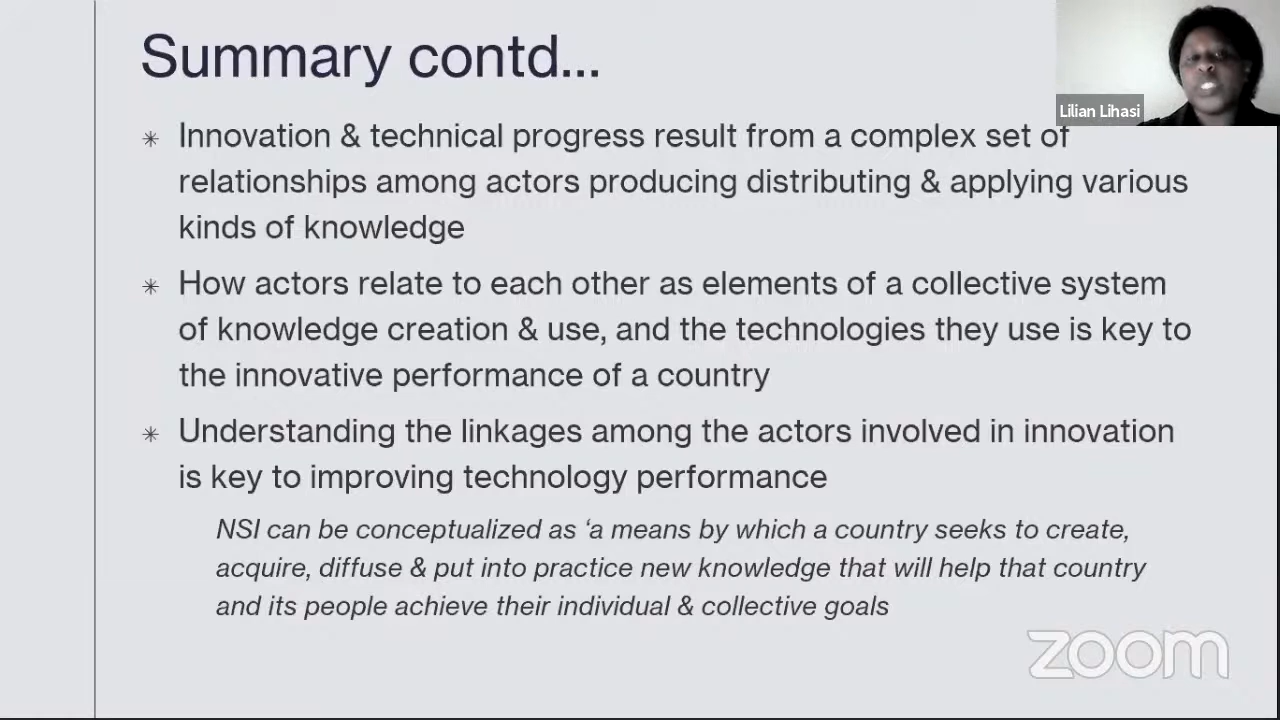 Summary contd...
Lilian Lihasi
✳ Innovation & technical progress result from a complex set of
relationships among actors producing distributing & applying various
kinds of knowledge
✳ How actors relate to each other as elements of a collective system
of knowledge creation & use, and the technologies they use is key to
the innovative performance of a country
✳ Understanding the linkages among the actors involved in innovation
is key to improving technology performance
NSI can be conceptualized as ‘a means by which a country seeks to create,
acquire, diffuse & put into practice new knowledge that will help that country
and its people achieve their individual & collective goals
zoom